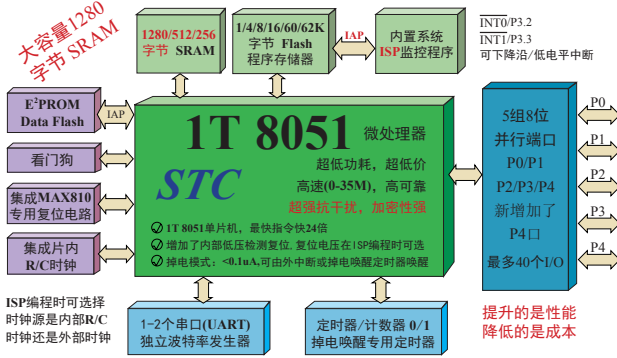 大容量1280
字节 SRAM
1280/512/256
字节 SRAM
1/4/8/16/60/62K
字节 Flash
程序存储器
IAP
内置系统
ISP监控程序
INT0/P3.2
INT1/P3.3
可下降沿/低电平中断
E²PROM
Data Flash
IAP
看门狗
集成MAX810
专用复位电路
集成片内
R/C时钟
1T 8051 微处理器
STC
超低功耗，超低价
高速(0-35M)，高可靠
超强抗干扰，加密性强
1T 8051单片机，最快指令快24倍
增加了内部低压检测复位，复位电压在ISP编程时可选
掉电模式：<0.1uA,可由外中断或掉电唤醒定时器唤醒
5组8位
并行端口
P0/P1
P2/P3/P4
新增加了
P4口
最多40个I/O
P0
P1
P2
P3
P4
ISP编程时可选择
时钟源是内部R/C
时钟还是外部时钟
1-2个串口(UART)
独立波特率发生器
定时器/计数器 0/1
掉电唤醒专用定时器
提升的是性能
降低的是成本